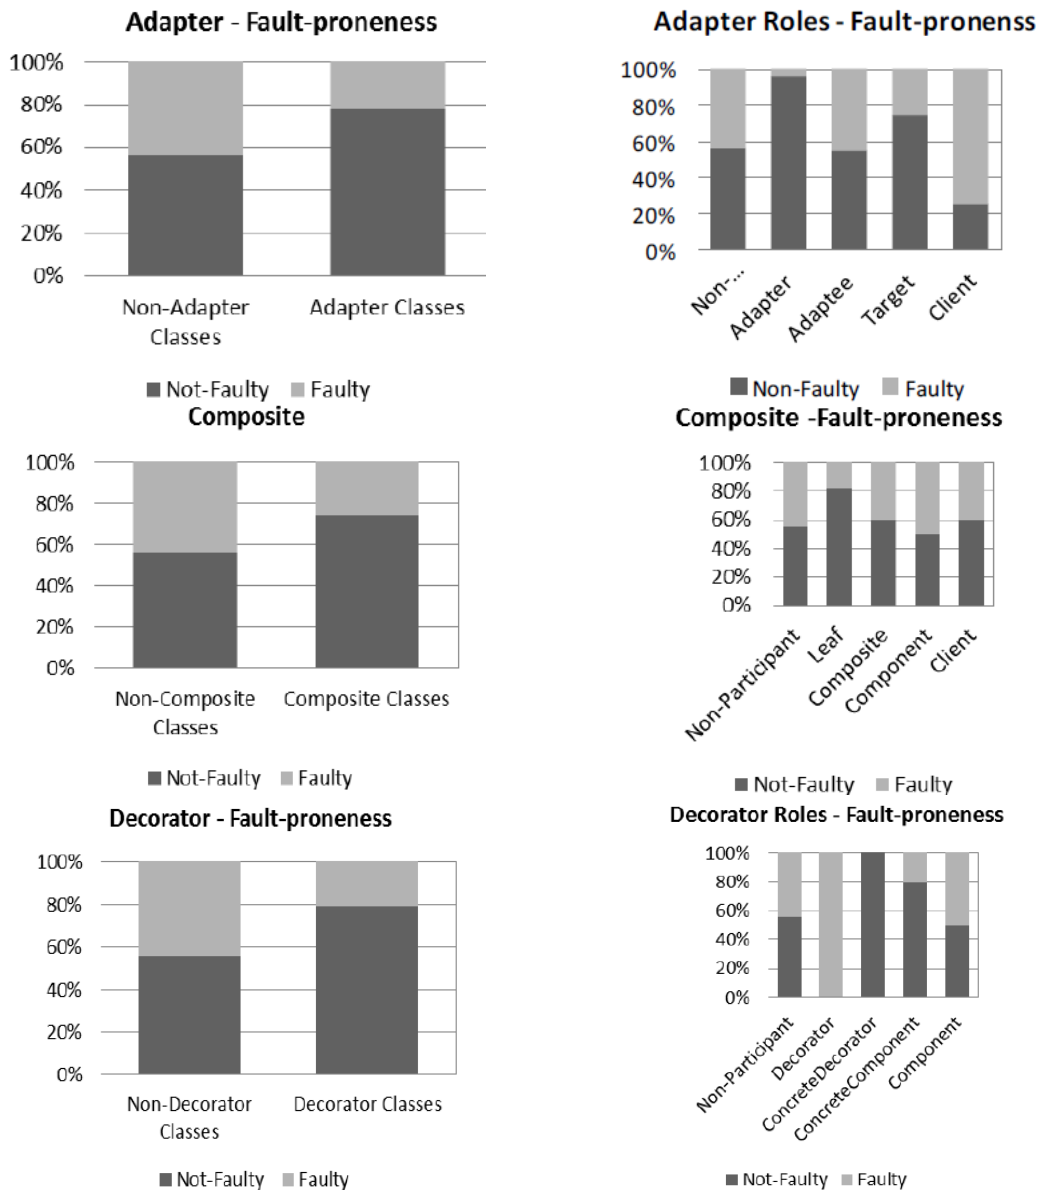 Adapter - Fault-proneness
100%
80%
60%
40%
20%
0%
Non-Adapter
Classes
Adapter Classes
Not-Faulty Faulty
Adapter Roles - Fault-pronenss
100%
80%
60%
40%
20%
0%
Non-...
Adapter
Adaptee
Target
Client
Non-Faulty Faulty
Composite
100%
80%
60%
40%
20%
0%
Non-Composite
Classes
Composite Classes
Not-Faulty Faulty
Composite -Fault-proneness
100%
80%
60%
40%
20%
0%
Non-Participant
Leaf
Composite
Component
Client
Not-Faulty Faulty
Decorator - Fault-proneness
100%
80%
60%
40%
20%
0%
Non-Decorator
Classes
Decorator Classes
Not-Faulty Faulty
Decorator Roles - Fault-proneness
100%
80%
60%
40%
20%
0%
Non-Participant
Decorator
ConcreteDecorator
ConcreteComponent
Component
Not-Faulty Faulty